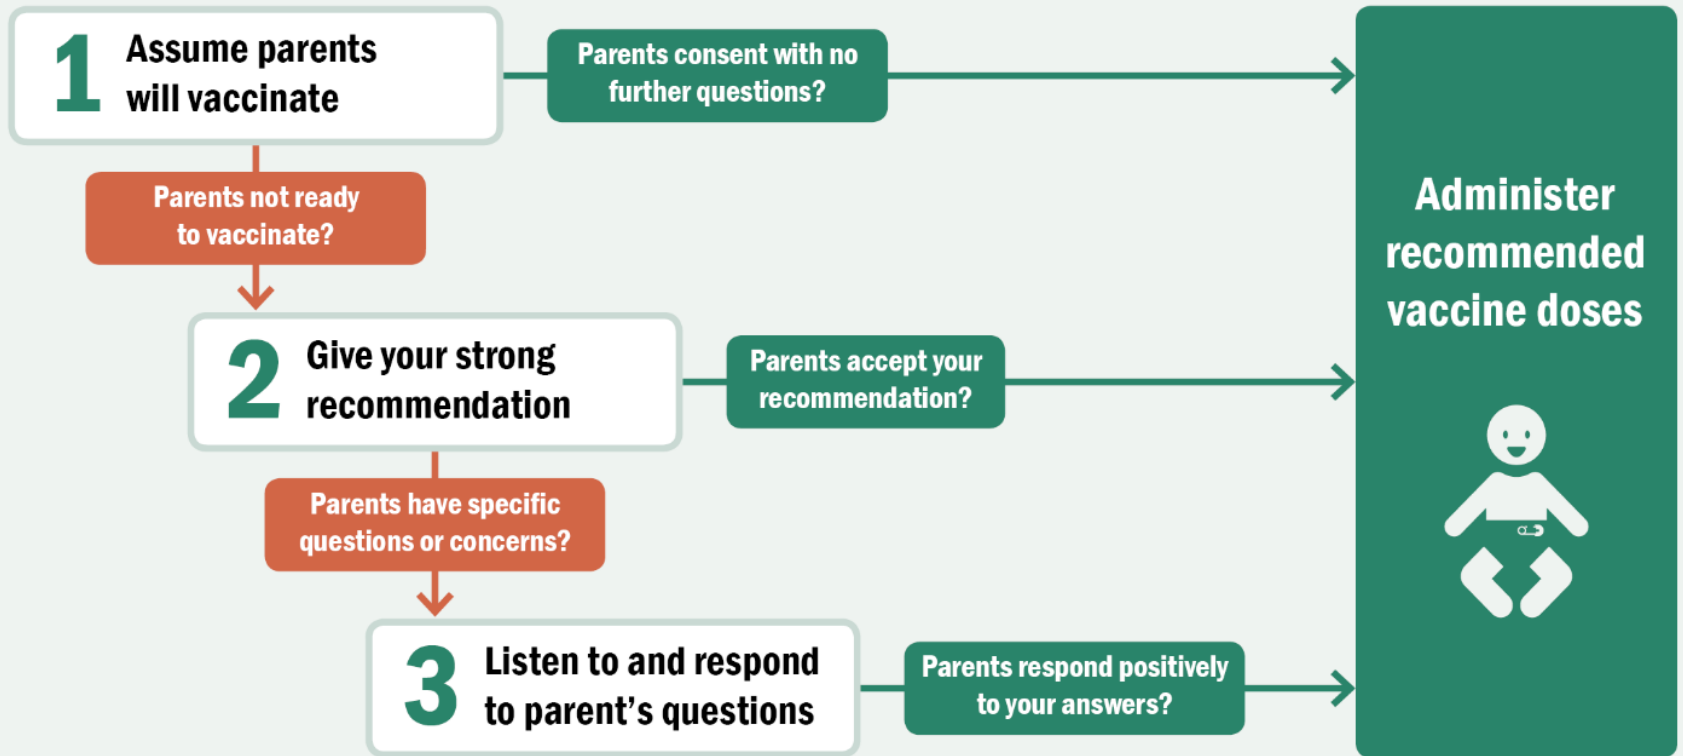 1
Assume parents
will vaccinate
Parents consent with no
further questions?
Parents not ready
to vaccinate?
2
Give your strong
recommendation
Parents accept your
recommendation?
Parents have specific
questions or concerns?
3
Listen to and respond
to parent’s questions
Parents respond positively
to your answers?
Administer
recommended
vaccine doses